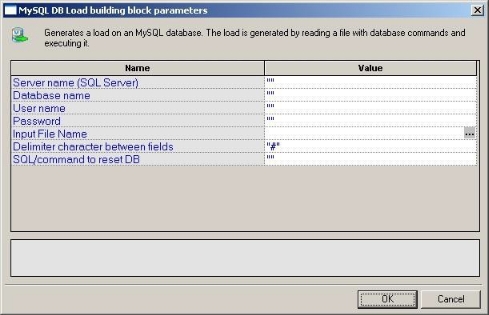 MySQL DB Load building block parameters
Generates a load on an MySQL database. The load is generated by reading a file with database commands and
executing it.
Name Value
Server name (SQL Server) ""
Database name ""
User name ""
Password ""
Input File Name ...
Delimiter character between fields "#"
SQL/command to reset DB ""
OK Cancel